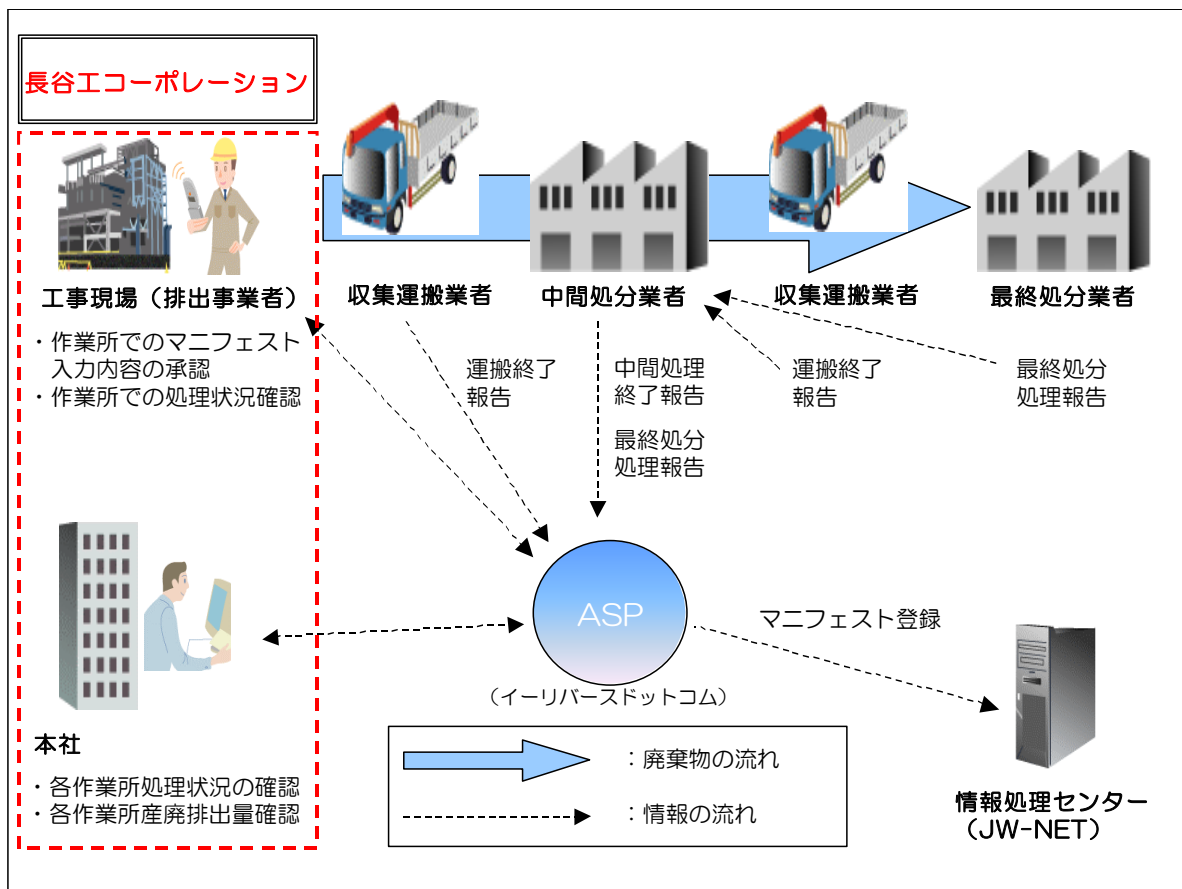 長谷工コーポレーション
工事現場（排出事業者）
・作業所でのマニフェスト
入力内容の承認
・作業所での処理状況確認
収集運搬業者
中間処分業者
収集運搬業者
最終処分業者
運搬終了
報告
中間処理
終了報告
最終処分
処理報告
運搬終了
報告
最終処分
処理報告
ASP
（イーリバースドットコム）
マニフェスト登録
本社
・各作業所処理状況の確認
・各作業所産廃排出量確認
：廃棄物の流れ
：情報の流れ
情報処理センター
（JW-NET）